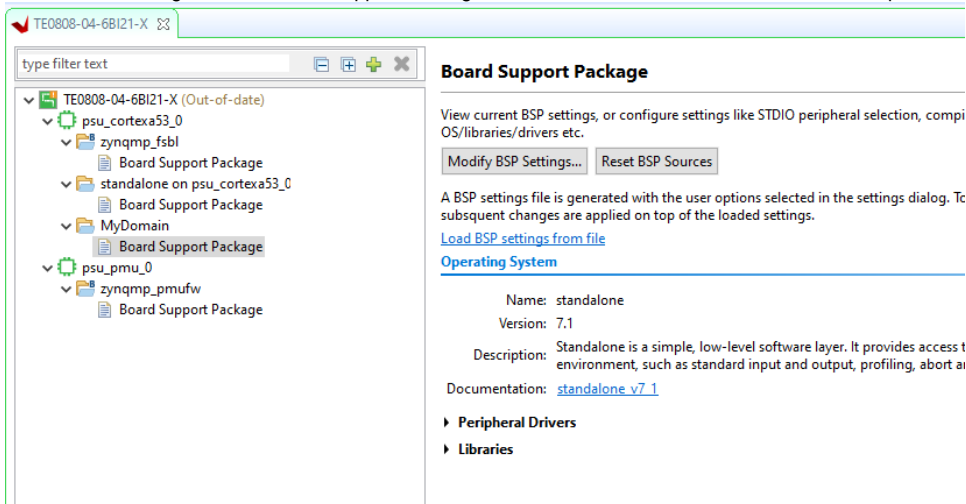 TE0808-04-6BI21-X
type filter text
TE0808-04-6BI21-X (Out-of-date)
psu_cortexa53_0
zynqmp_fsbl
Board Support Package
standalone on psu_cortexa53_0
Board Support Package
MyDomain
Board Support Package
psu_pmu_0
zynqmp_pmufw
Board Support Package
Board Support Package
View current BSP settings, or configure settings like STDIO peripheral selection, compi
OS/libraries/drivers etc.
Modify BSP Settings... Reset BSP Sources
A BSP settings file is generated with the user options selected in the settings dialog. To
subsquent changes are applied on top of the loaded settings.
Load BSP settings from file
Operating System
Name: standalone
Version: 7.1
Description: Standalone is a simple, low-level software layer. It provides access t
environment, such as standard input and output, profiling, abort a
Documentation: standalone_v7_1
Peripheral Drivers
Libraries